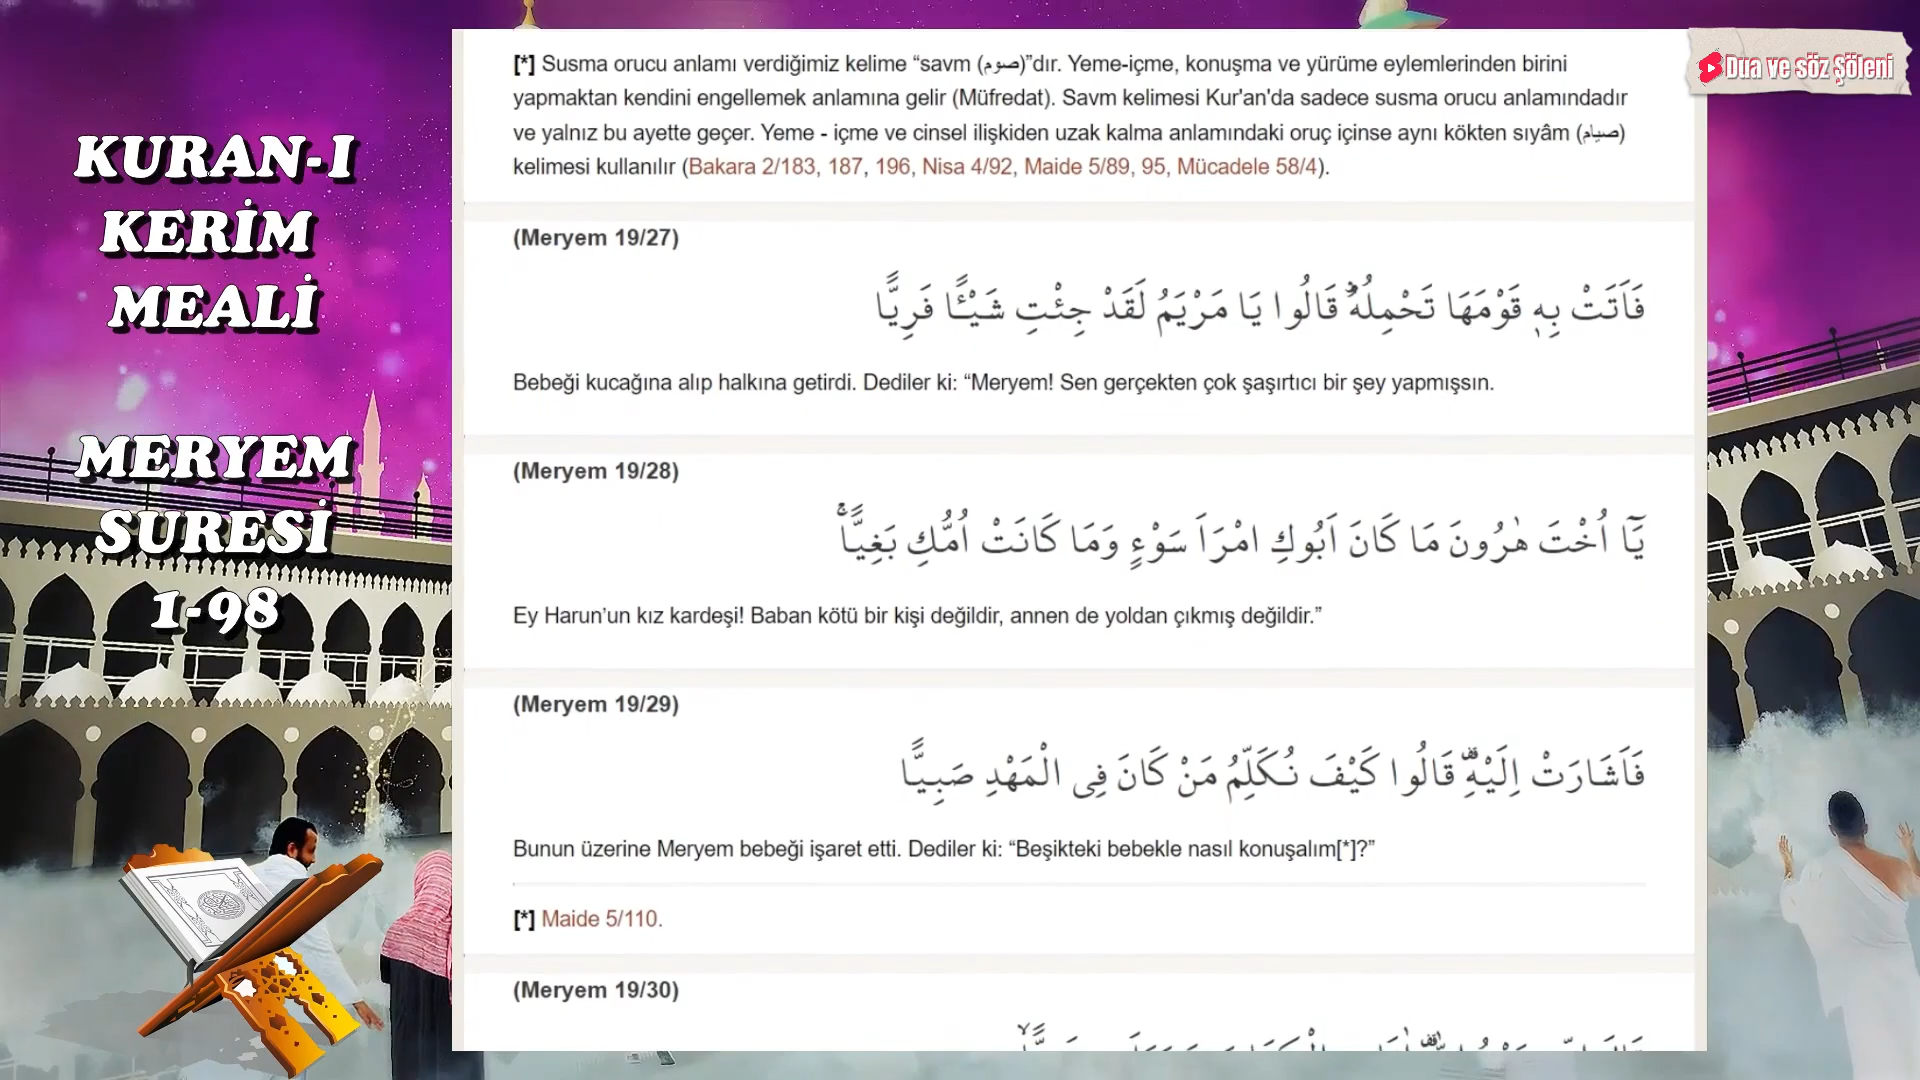 KURAN-I
KERİM
MEALİ
MERYEM
SURESİ
1-98
Dua ve söz Şöleni
[*] Susma orucu anlamı verdiğimiz kelime “savm (صوم)”dır. Yeme-içme, konuşma ve yürüme eylemlerinden birini
yapmaktan kendini engellemek anlamına gelir (Müfredat). Savm kelimesi Kur'an'da sadece susma orucu anlamındadır
ve yalnız bu ayette geçer. Yeme - içme ve cinsel ilişkiden uzak kalma anlamındaki oruç içinse aynı kökten sıyâm (صيام)
kelimesi kullanılır (Bakara 2/183, 187, 196, Nisa 4/92, Maide 5/89, 95, Mücadele 58/4).
(Meryem 19/27)
فَاَتَتْ بِه۪ قَوْمَهَا تَحْمِلُهُۜ قَالُوا يَا مَرْيَمُ لَقَدْ جِئْتِ شَيْـًٔا فَرِيًّا
Bebeği kucağına alıp halkına getirdi. Dediler ki: “Meryem! Sen gerçekten çok şaşırtıcı bir şey yapmışsın.
(Meryem 19/28)
يَٓا اُخْتَ هٰرُونَ مَا كَانَ اَبُوكِ امْرَاَ سَوْءٍ وَمَا كَانَتْ اُمُّكِ بَغِيًّاۚ
Ey Harun’un kız kardeşi! Baban kötü bir kişi değildir, annen de yoldan çıkmış değildir.”
(Meryem 19/29)
فَاَشَارَتْ اِلَيْهِۜ قَالُوا كَيْفَ نُكَلِّمُ مَنْ كَانَ فِى الْمَهْدِ صَبِيًّا
Bunun üzerine Meryem bebeği işaret etti. Dediler ki: “Beşikteki bebekle nasıl konuşalım[*]?”
[*] Maide 5/110.
(Meryem 19/30)